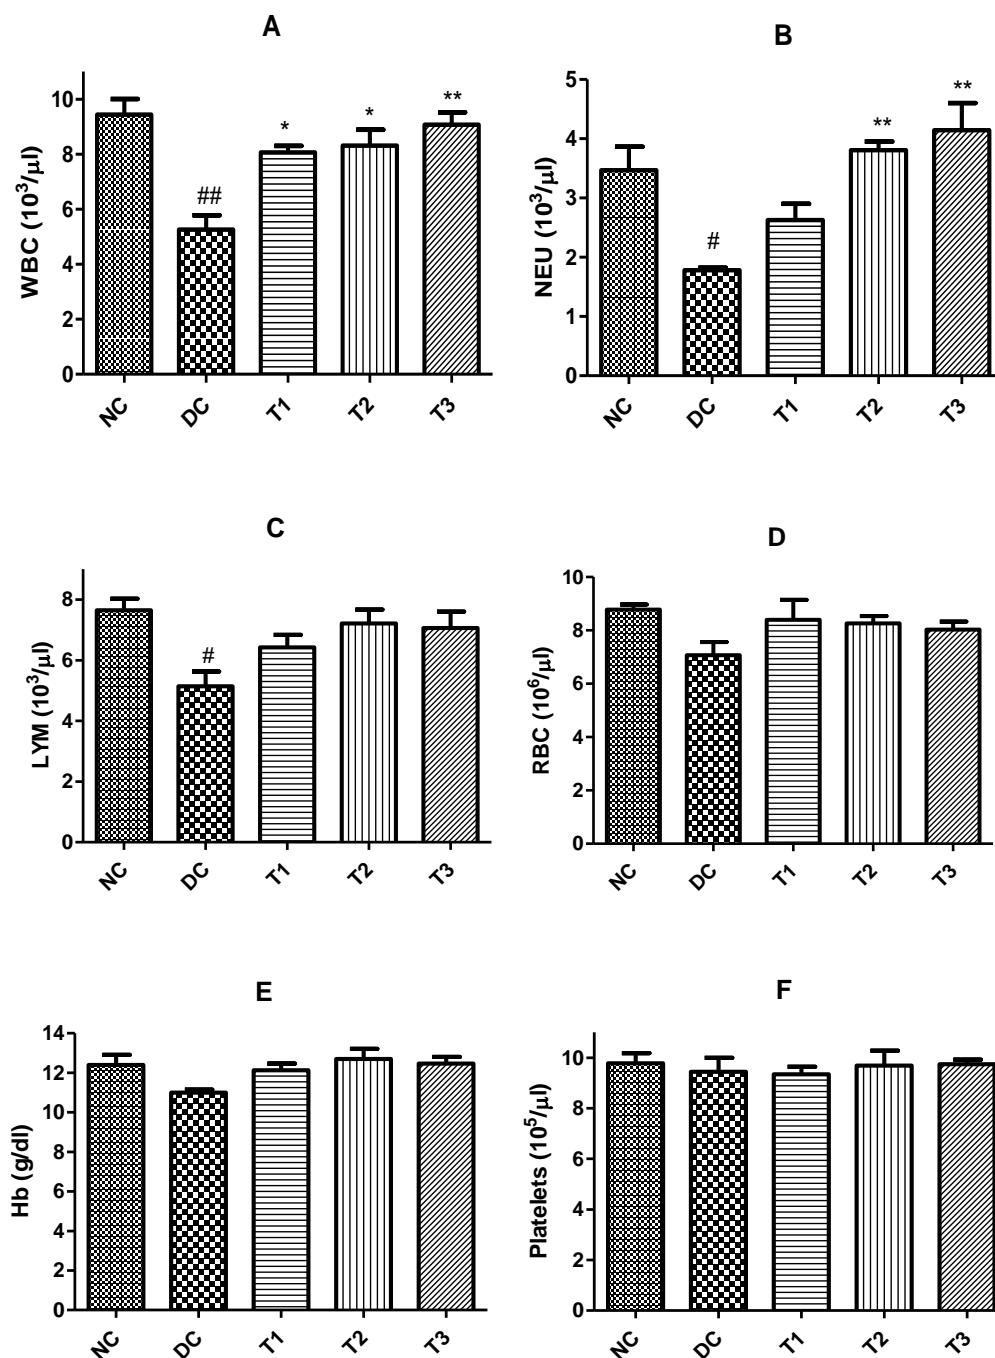 A
WBC (10³/µl)
10
8
6
4
2
0
##
*
*
**
NC DC T1 T2 T3
B
NEU (10³/µl)
5
4
3
2
1
0
#
**
**
NC DC T1 T2 T3
C
LYM (10³/µl)
8
6
4
2
0
#
NC DC T1 T2 T3
D
RBC (10⁶/µl)
10
8
6
4
2
0
NC DC T1 T2 T3
E
Hb (g/dl)
14
12
10
8
6
4
2
0
NC DC T1 T2 T3
F
Platelets (10⁵/µl)
10
8
6
4
2
0
NC DC T1 T2 T3